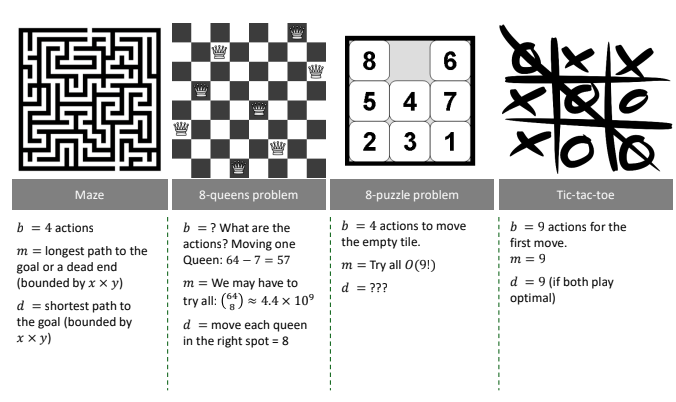 8 6
5 4 7
2 3 1
O X X
X O O
X O O
Maze
8-queens problem
8-puzzle problem
Tic-tac-toe
b = 4 actions
m = longest path to the
goal or a dead end
(bounded by x × y)
d = shortest path to
the goal (bounded by
x × y)
b = ? What are the
actions? Moving one
Queen: 64 − 7 = 57
m = We may have to
try all: (64 8) ≈ 4.4 × 10⁹
d = move each queen
in the right spot = 8
b = 4 actions to move
the empty tile.
m = Try all O(9!)
d = ???
b = 9 actions for the
first move.
m = 9
d = 9 (if both play
optimal)